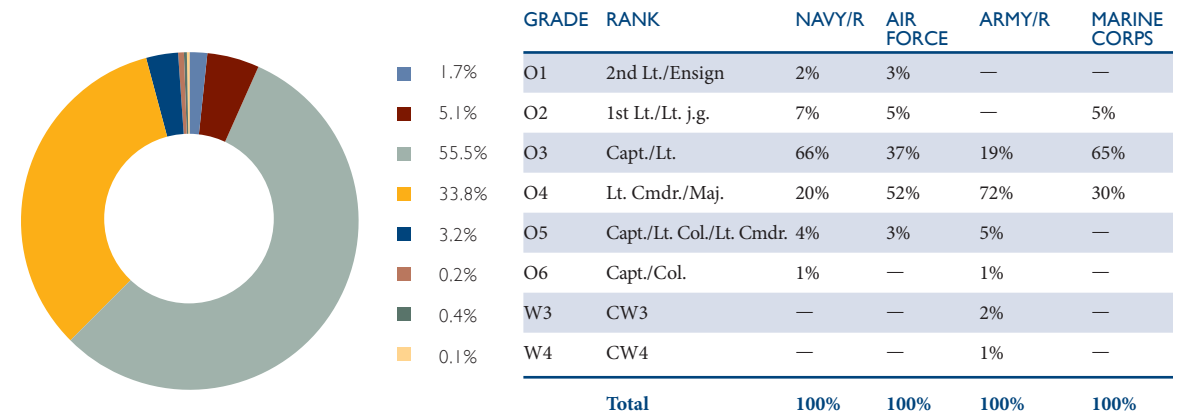 GRADE RANK NAVY/R AIR FORCE ARMY/R MARINE CORPS
1.7% O1 2nd Lt./Ensign 2% 3% — —
5.1% O2 1st Lt./Lt. j.g. 7% 5% — 5%
55.5% O3 Capt./Lt. 66% 37% 19% 65%
33.8% O4 Lt. Cmdr./Maj. 20% 52% 72% 30%
3.2% O5 Capt./Lt. Col./Lt. Cmdr. 4% 3% 5% —
0.2% O6 Capt./Col. 1% — 1% —
0.4% W3 CW3 — — 2% —
0.1% W4 CW4 — — 1% —
Total 100% 100% 100% 100%